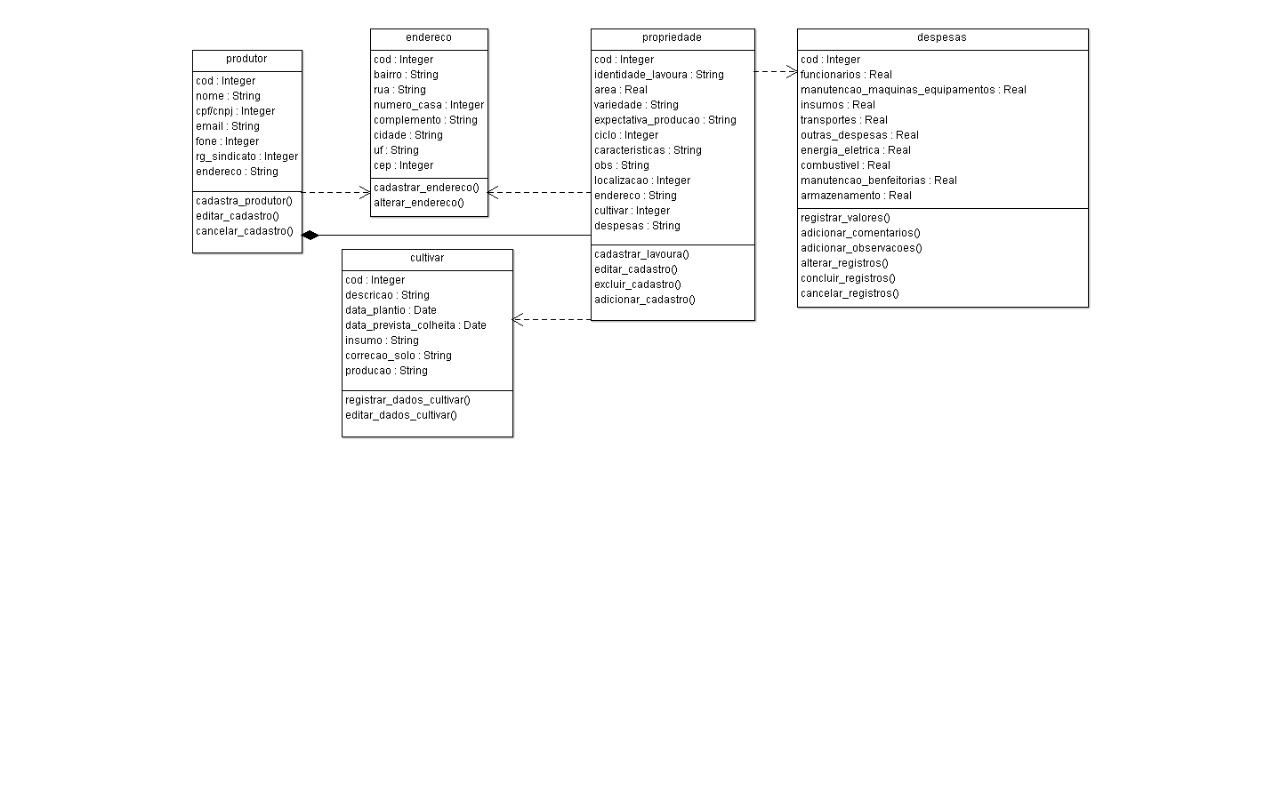 produtor
cod : Integer
nome : String
cpf/cnpj : Integer
email : String
fone : Integer
rg_sindicato : Integer
endereco : String
cadastra_produtor()
editar_cadastro()
cancelar_cadastro()
endereco
cod : Integer
bairro : String
rua : String
numero_casa : Integer
complemento : String
cidade : String
uf : String
cep : Integer
cadastrar_endereco()
alterar_endereco()
cultivar
cod : Integer
descricao : String
data_plantio : Date
data_prevista_colheita : Date
insumo : String
correcao_solo : String
producao : String
registrar_dados_cultivar()
editar_dados_cultivar()
propriedade
cod : Integer
identidade_lavoura : String
area : Real
variedade : String
expectativa_producao : String
ciclo : Integer
caracteristicas : String
obs : String
localizacao : Integer
endereco : String
cultivar : Integer
despesas : String
cadastrar_lavoura()
editar_cadastro()
excluir_cadastro()
adicionar_cadastro()
despesas
cod : Integer
funcionarios : Real
manutencao_maquinas_equipamentos : Real
insumos : Real
transportes : Real
outras_despesas : Real
energia_eletrica : Real
combustivel : Real
manutencao_benfeitorias : Real
armazenamento : Real
registrar_valores()
adicionar_comentarios()
adicionar_observacoes()
alterar_registros()
concluir_registros()
cancelar_registros()